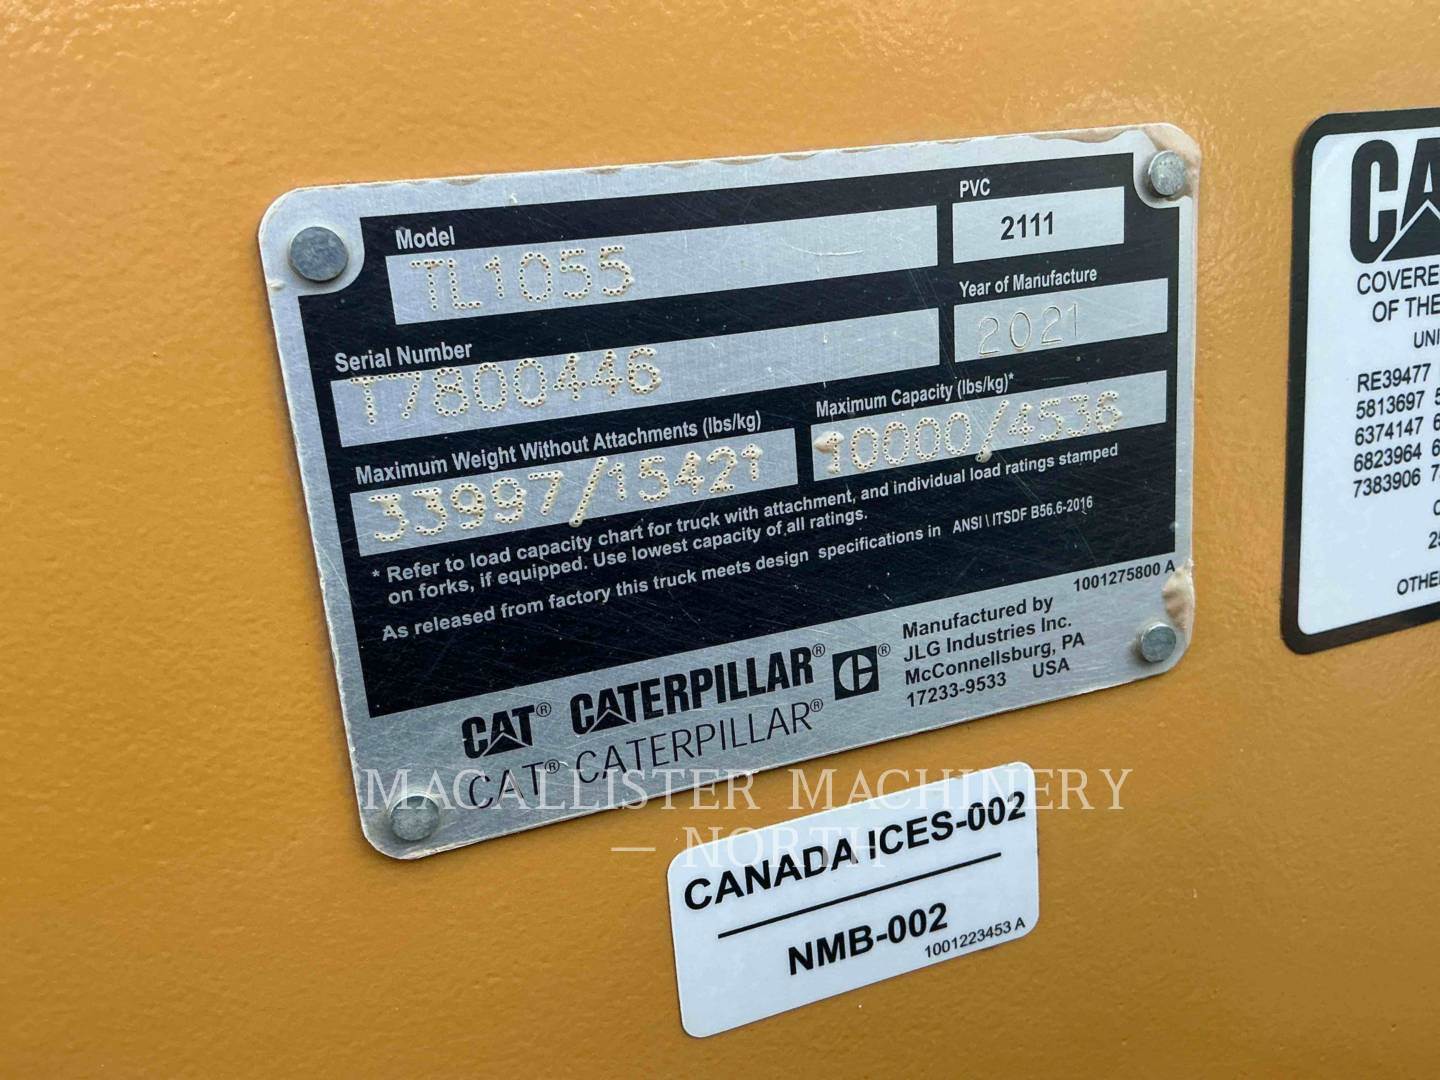 Model
TL1055
PVC
2111
Serial Number
T7800446
Year of Manufacture
2021
Maximum Weight Without Attachments (lbs/kg)
33997/15421
Maximum Capacity (lbs/kg)*
10000/4536
* Refer to load capacity chart for truck with attachment, and individual load ratings stamped
on forks, if equipped. Use lowest capacity of all ratings.
As released from factory this truck meets design specifications in ANSI \ ITSDF B56.6-2016
1001275800 A
CAT® CATERPILLAR® ®
CAT® CATERPILLAR®
Manufactured by
JLG Industries Inc.
McConnellsburg, PA
17233-9533 USA
MACALLISTER MACHINERY
— NORTH —
CANADA ICES-002
NMB-002
1001223453 A
OF THE
RE39477
5813697
6374147
6823964
7383906